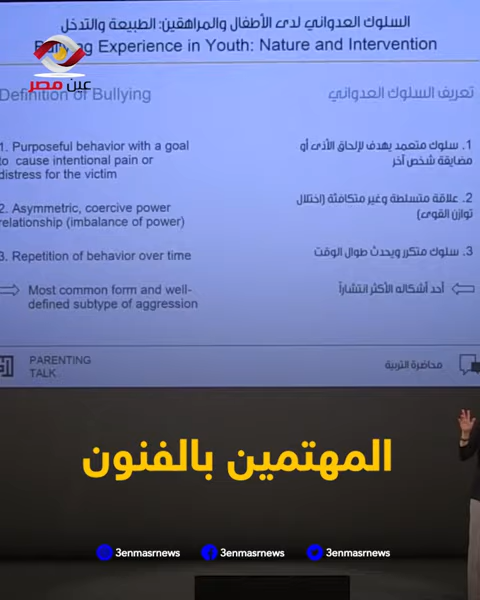 السلوك العدواني لدى الأطفال والمراهقين: الطبيعة والتدخل
Experience in Youth: Nature and Intervention
عين مصر
Definition of Bullying
تعريف السلوك العدواني
1. Purposeful behavior with a goal
to cause intentional pain or
distress for the victim
1. سلوك متعمد يهدف لإلحاق الأذى أو
مضايقة شخص آخر
2. Asymmetric, coercive power
relationship (imbalance of power)
2. علاقة متسلطة وغير متكافئة (اختلال
توازن القوى)
3. Repetition of behavior over time
3. سلوك متكرر ويحدث طوال الوقت
Most common form and well-
defined subtype of aggression
أحد أشكاله الأكثر انتشاراً
PARENTING
TALK
محاضرة التربية
المهتمين بالفنون
3enmasrnews
3enmasrnews
3enmasrnews